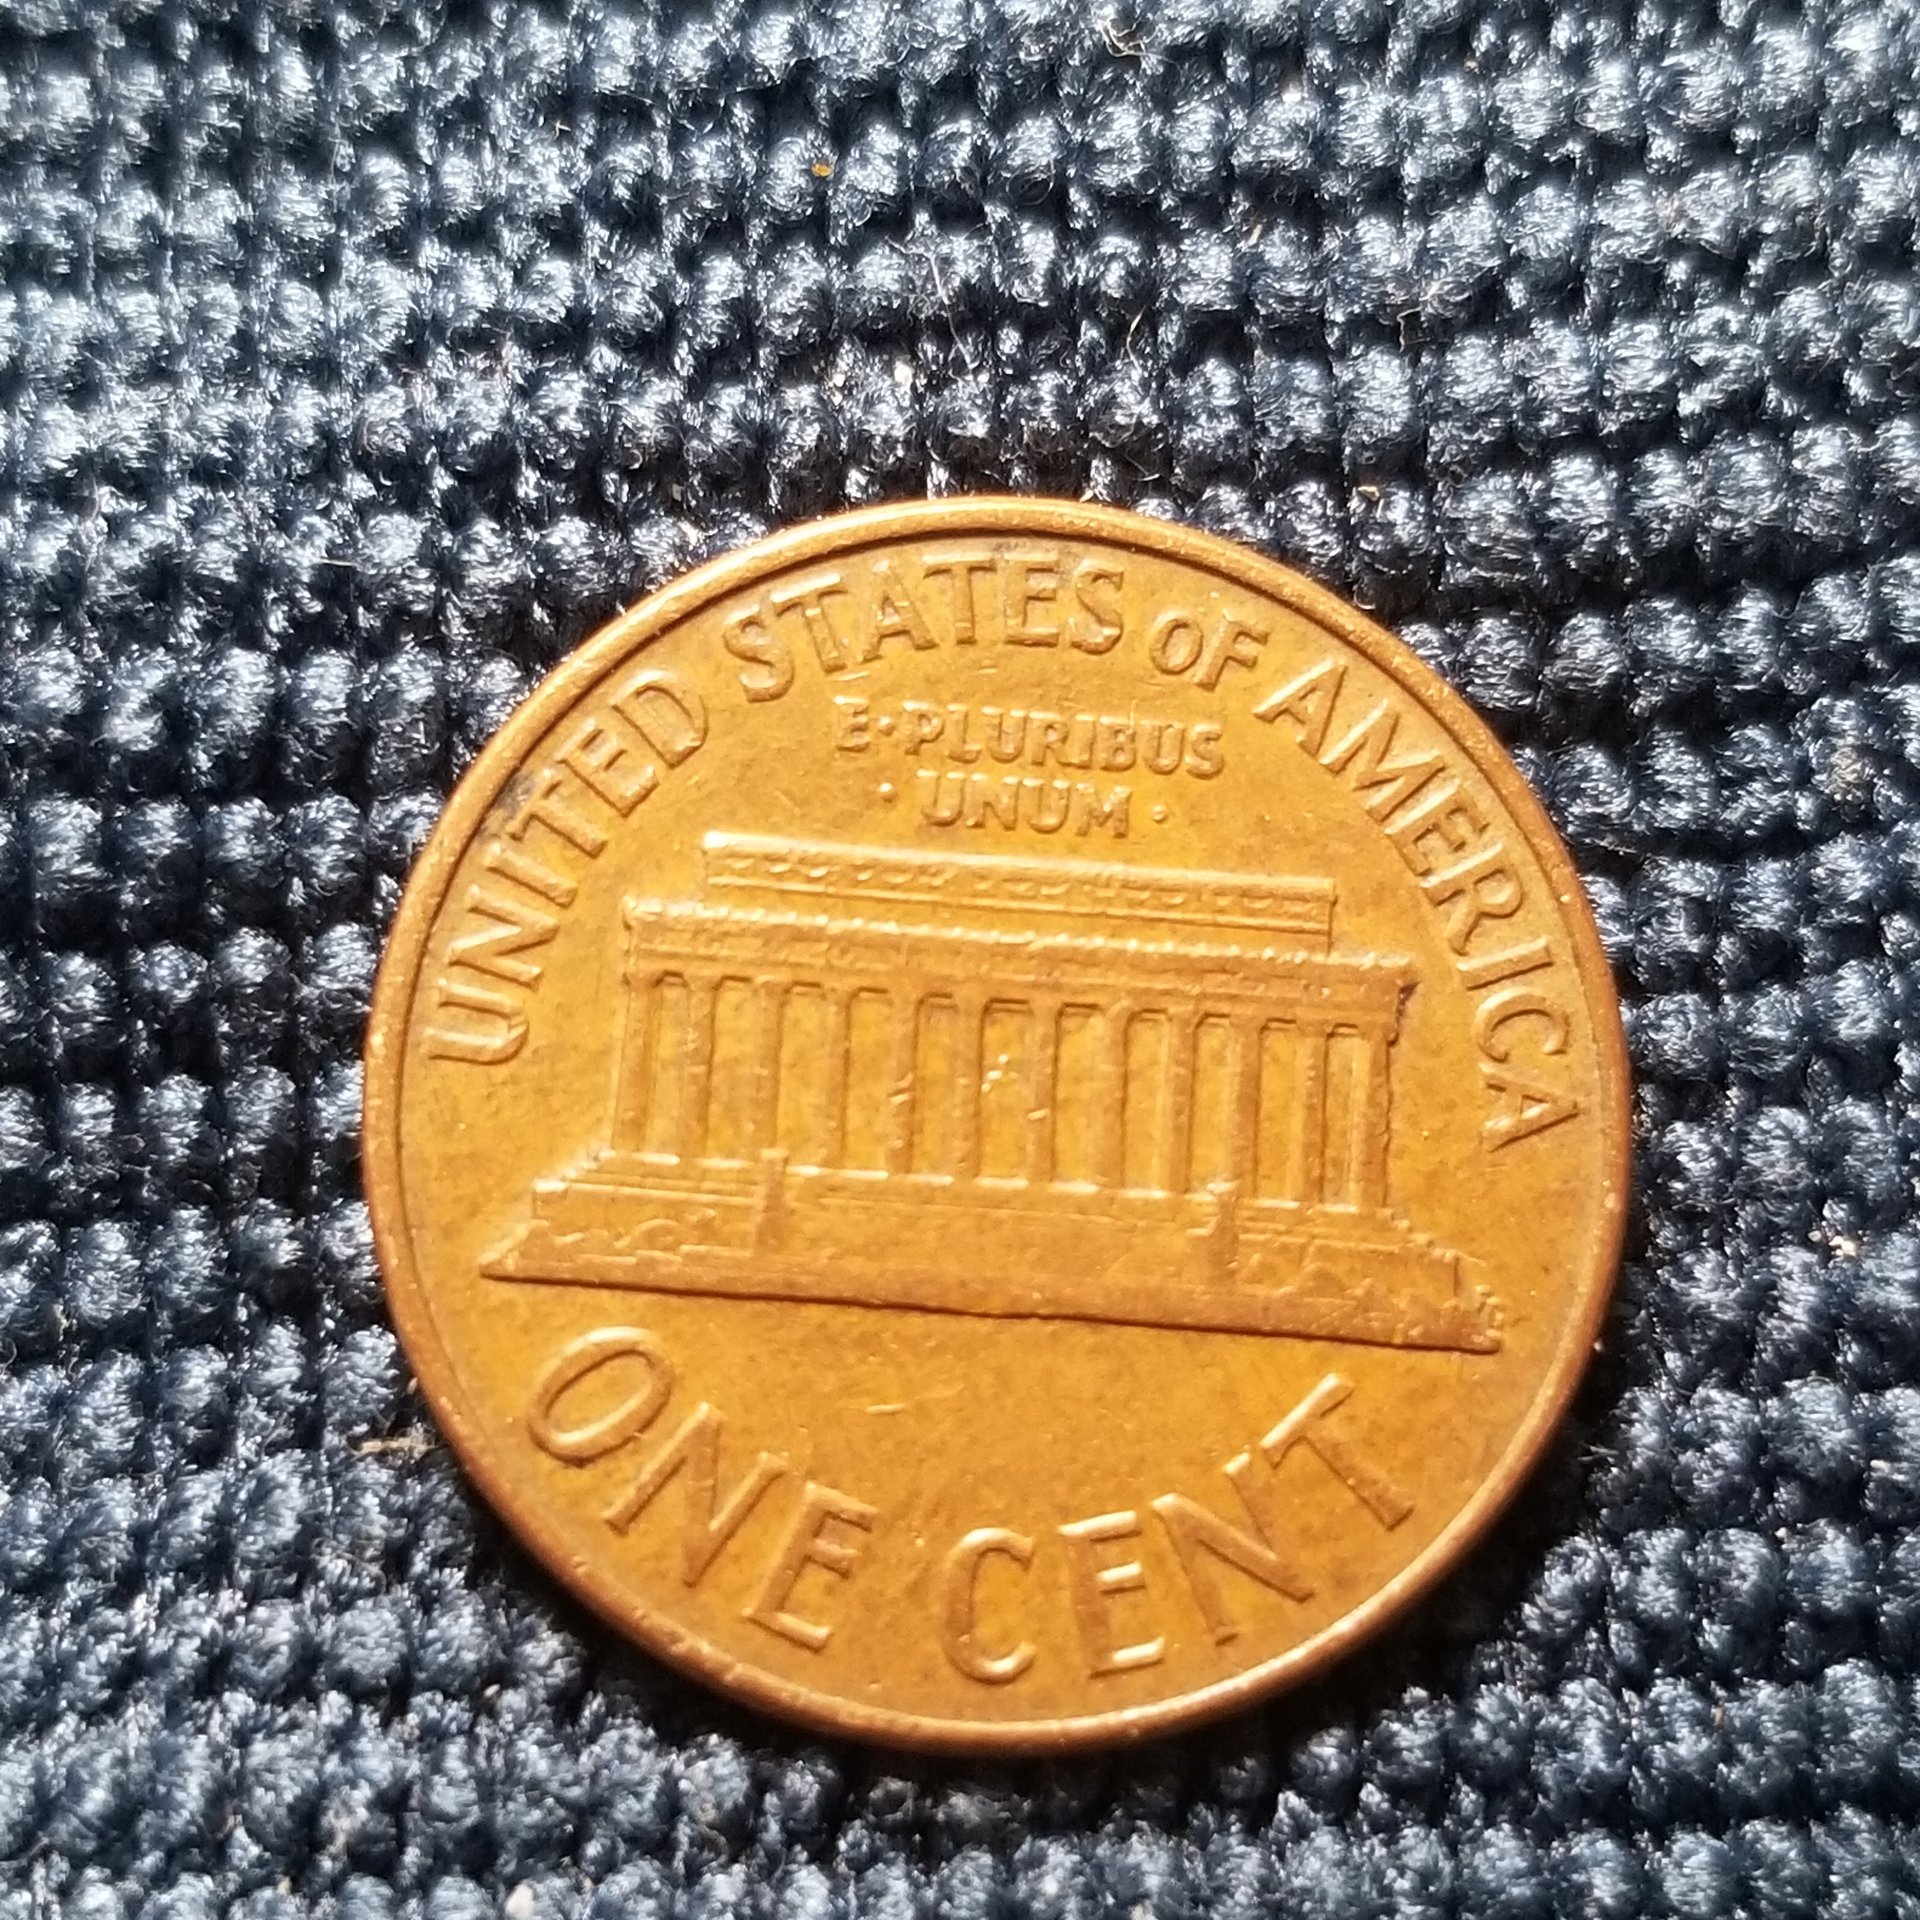 UNITED STATES OF AMERICA
E·PLURIBUS
· UNUM ·
ONE CENT